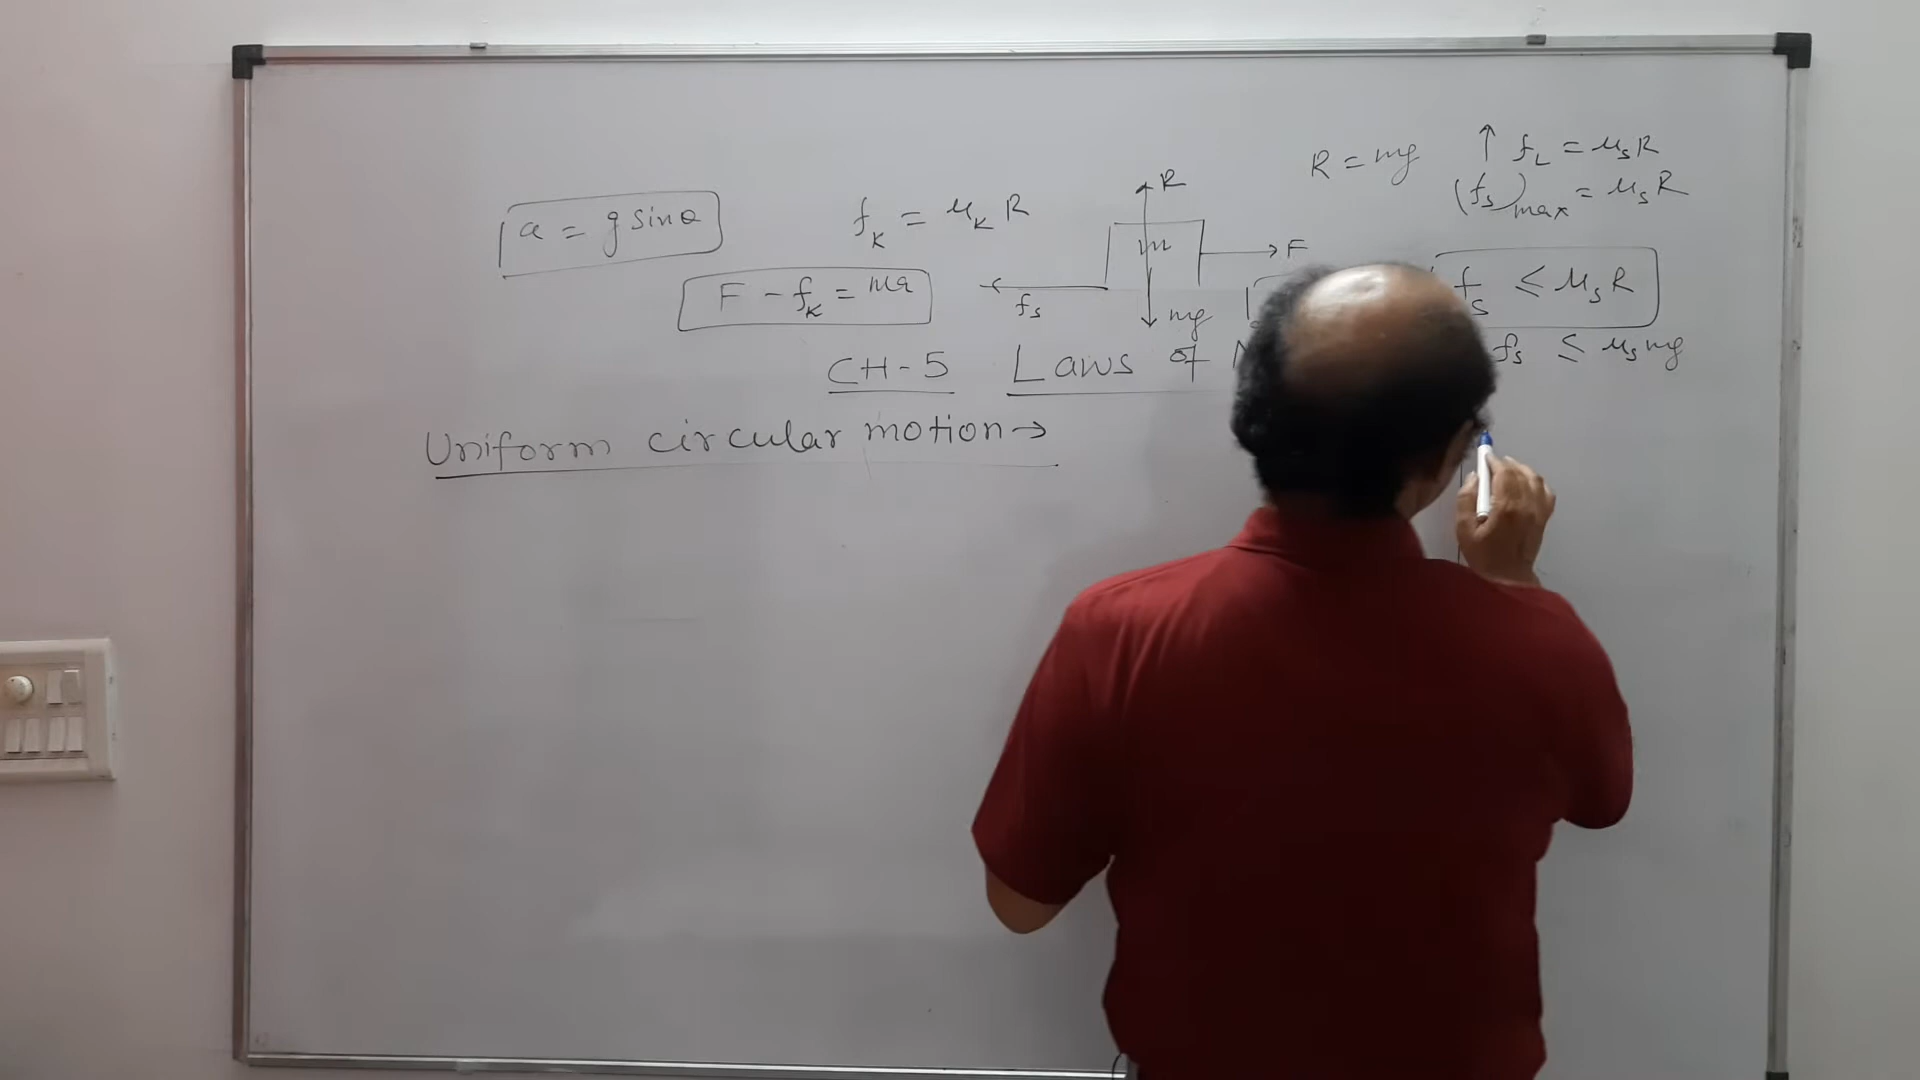 R = mg
↑ f_L = μ_s R
(f_s)_max = μ_s R
a = g sin θ
f_K = μ_K R
R
m
F
F - f_K = ma
f_s
mg
f_s ≤ μ_s R
CH-5 Laws of
f_s ≤ μ_s mg
Uniform circular motion →